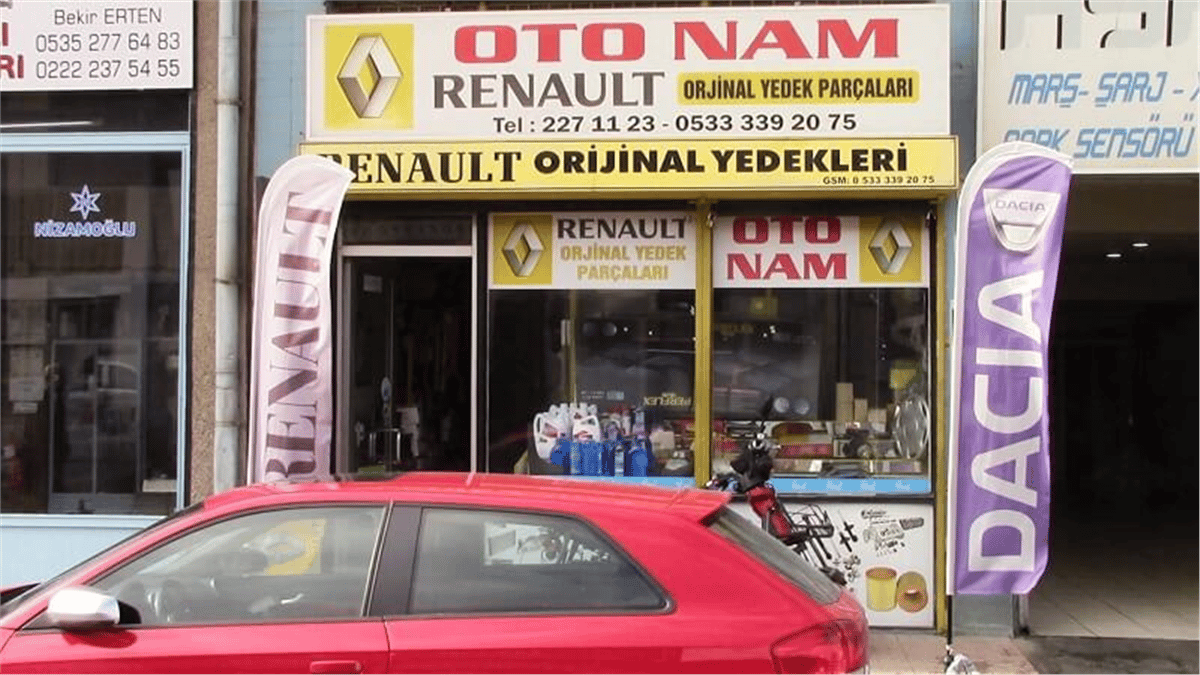 Bekir ERTEN
0535 277 64 83
0222 237 54 55
NİZAMOĞLU
OTO NAM
RENAULT ORJİNAL YEDEK PARÇALARI
Tel : 227 11 23 - 0533 339 20 75
RENAULT ORİJİNAL YEDEKLERİ
GSM: 0 533 339 20 75
RENAULT
ORJİNAL YEDEK
PARÇALARI
OTO
NAM
RENAULT
DACIA
DACIA
MARŞ- ŞARJ -
PARK SENSÖRÜ